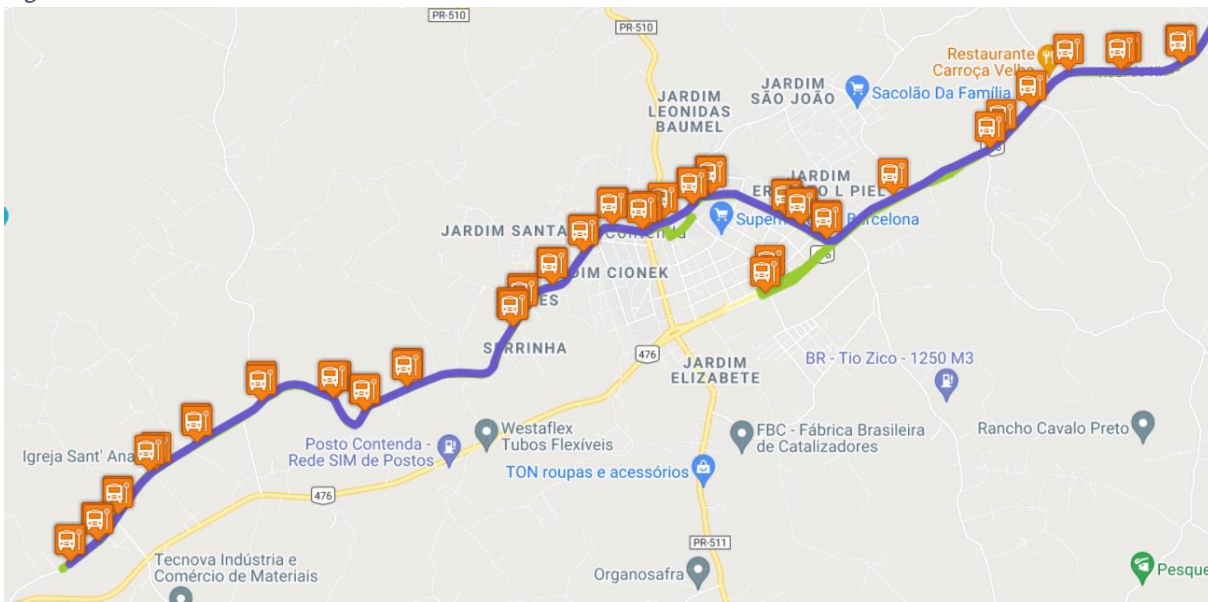 PR-510
PR-510
Restaurante
Carroça Velha
JARDIM
SÃO JOÃO
Sacolão Da Família
JARDIM
LEONIDAS
BAUMEL
JARDIM
PIEL
Barcelona
JARDIM SANTA
Contenda
CIONEK
SERRINHA
476
JARDIM
ELIZABETE
BR - Tio Zico - 1250 M3
Westaflex
Tubos Flexíveis
FBC - Fábrica Brasileira
de Catalizadores
Rancho Cavalo Preto
Posto Contenda -
Rede SIM de Postos
Igreja Sant' Ana
TON roupas e acessórios
476
PR-511
Tecnova Indústria e
Comércio de Materiais
Organosafra